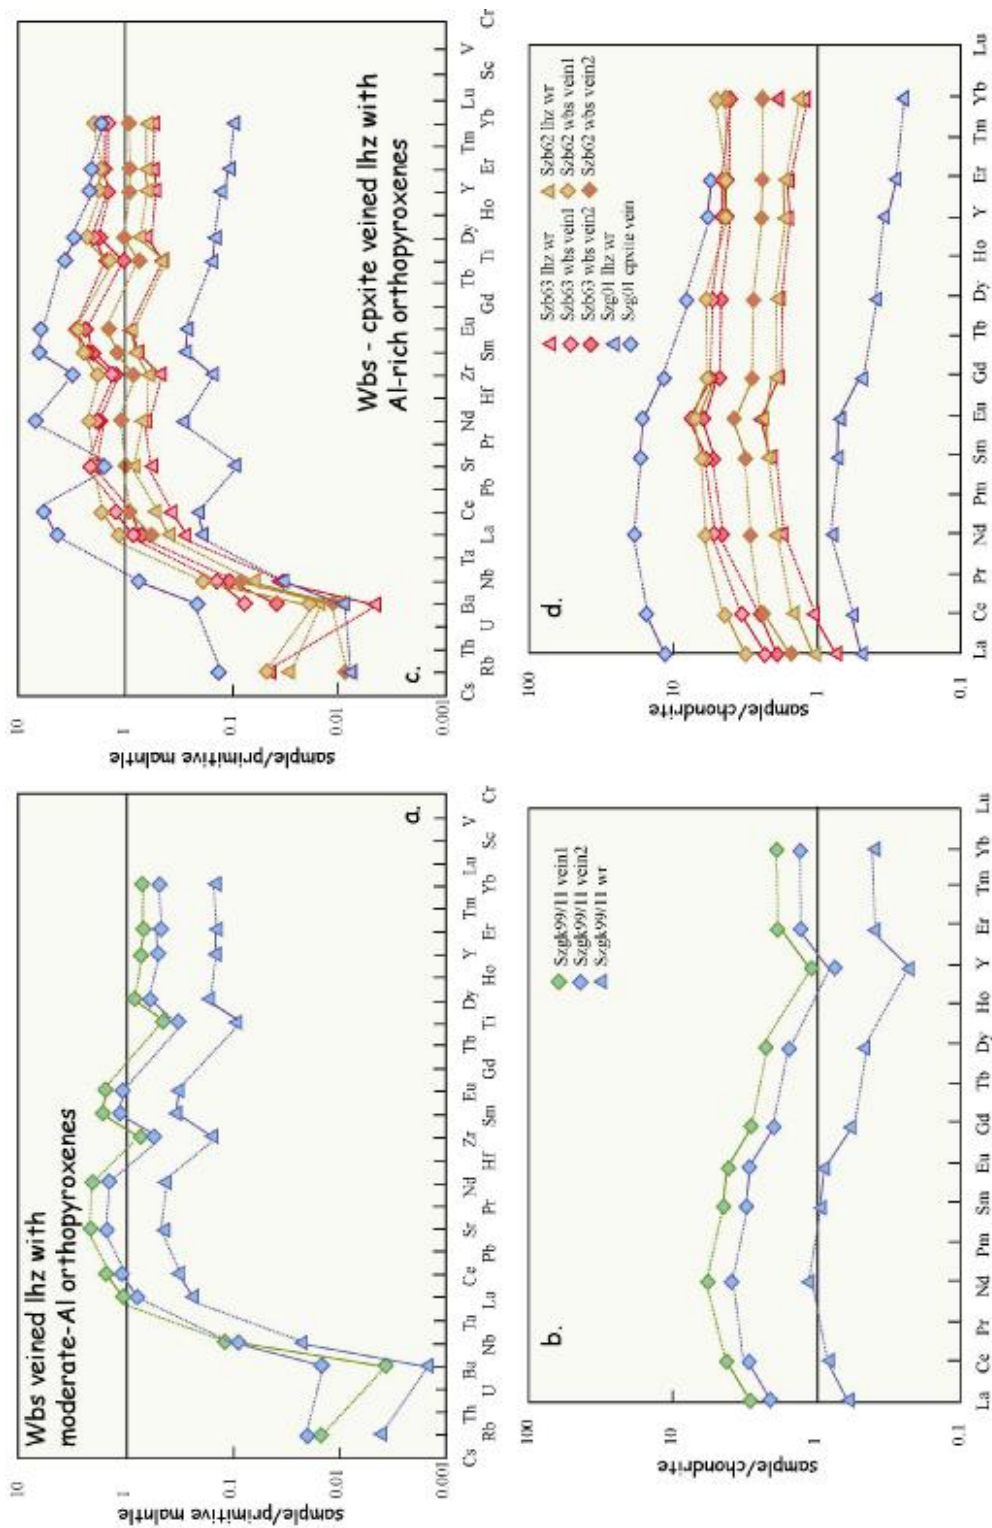 Wbs veined lhz with
moderate-Al orthopyroxenes
a.
sample/primitive malntle
10
1
0.1
0.01
0.001
Cs Rb Th U Ba Nb Ta La Ce Pb Sr Pr Nd Hf Zr Sm Eu Gd Tb Ti Dy Ho Y Er Tm Yb Lu Sc V Cr
b.
Szgk99/11 vein1
Szgk99/11 vein2
Szgk99/11 wr
sample/chondrite
100
10
1
0.1
La Ce Pr Nd Pm Sm Eu Gd Tb Dy Ho Y Er Tm Yb Lu
c.
Wbs - cpxite veined lhz with
Al-rich orthopyroxenes
sample/primitive malntle
10
1
0.1
0.01
0.001
Cs Rb Th U Ba Nb Ta La Ce Pb Sr Pr Nd Hf Zr Sm Eu Gd Tb Ti Dy Ho Y Er Tm Yb Lu Sc V Cr
d.
Szb63 lhz wr
Szb63 wbs vein1
Szb63 wbs vein2
Szg01 lhz wr
Szg01 cpxite vein
Szb62 lhz wr
Szb62 wbs vein1
Szb62 wbs vein2
sample/chondrite
100
10
1
0.1
La Ce Pr Nd Pm Sm Eu Gd Tb Dy Ho Y Er Tm Yb Lu